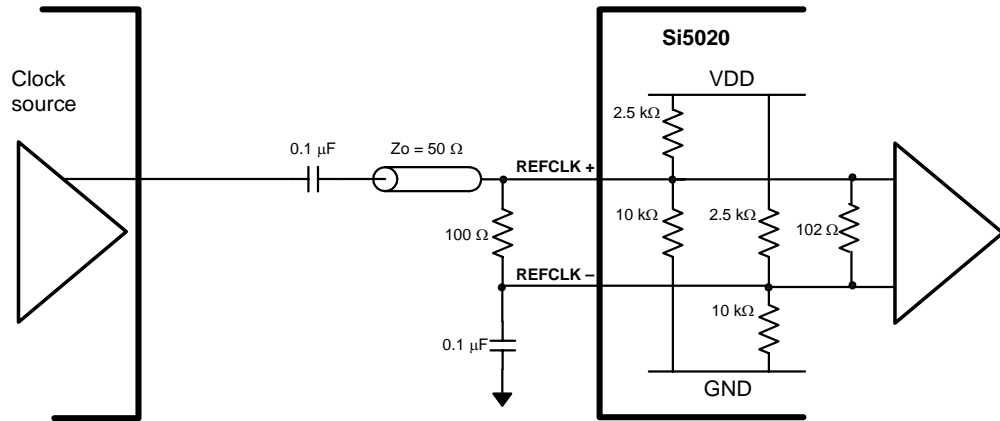 Si5020
Clock
source
VDD
2.5 kΩ
0.1 μF
Zo = 50 Ω
REFCLK +
10 kΩ
2.5 kΩ
102 Ω
100 Ω
REFCLK –
10 kΩ
0.1 μF
GND